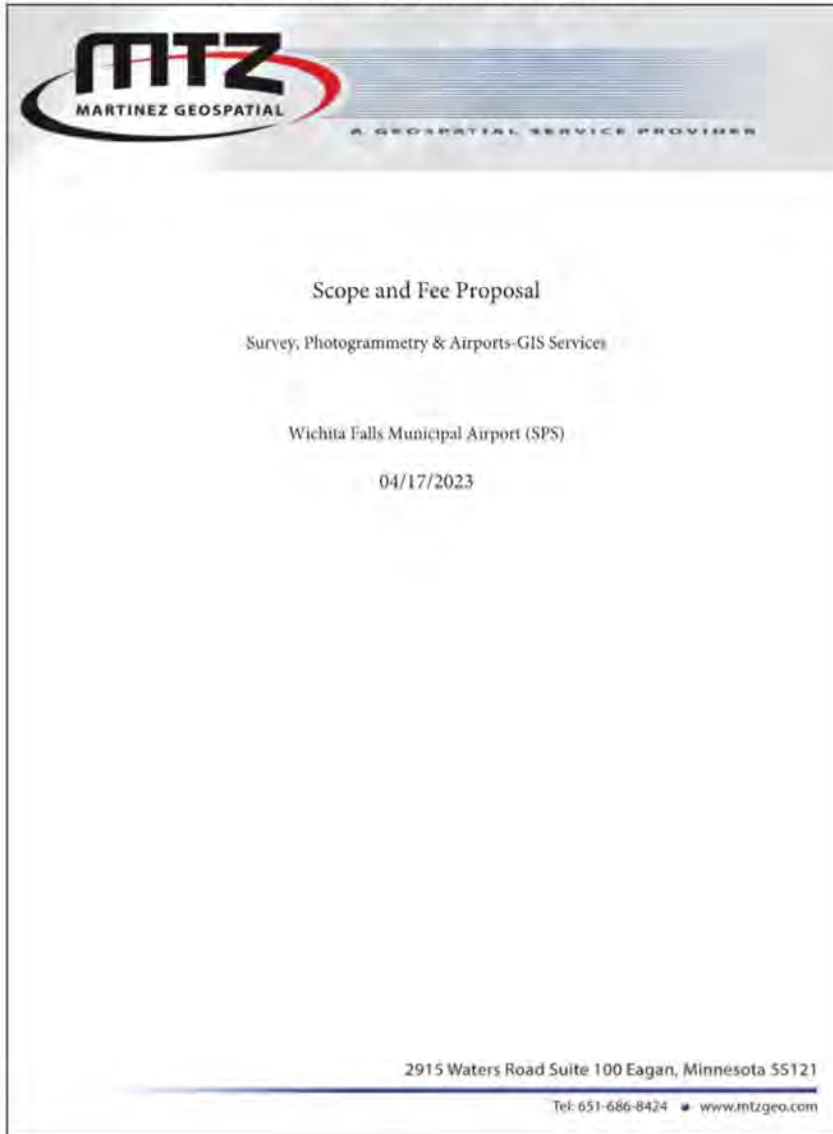 MTZ
MARTINEZ GEOSPATIAL
A GEOSPATIAL SERVICE PROVIDER
Scope and Fee Proposal
Survey, Photogrammetry & Airports-GIS Services
Wichita Falls Municipal Airport (SPS)
04/17/2023
2915 Waters Road Suite 100 Eagan, Minnesota 55121
Tel: 651-686-8424 • www.mtzgeo.com